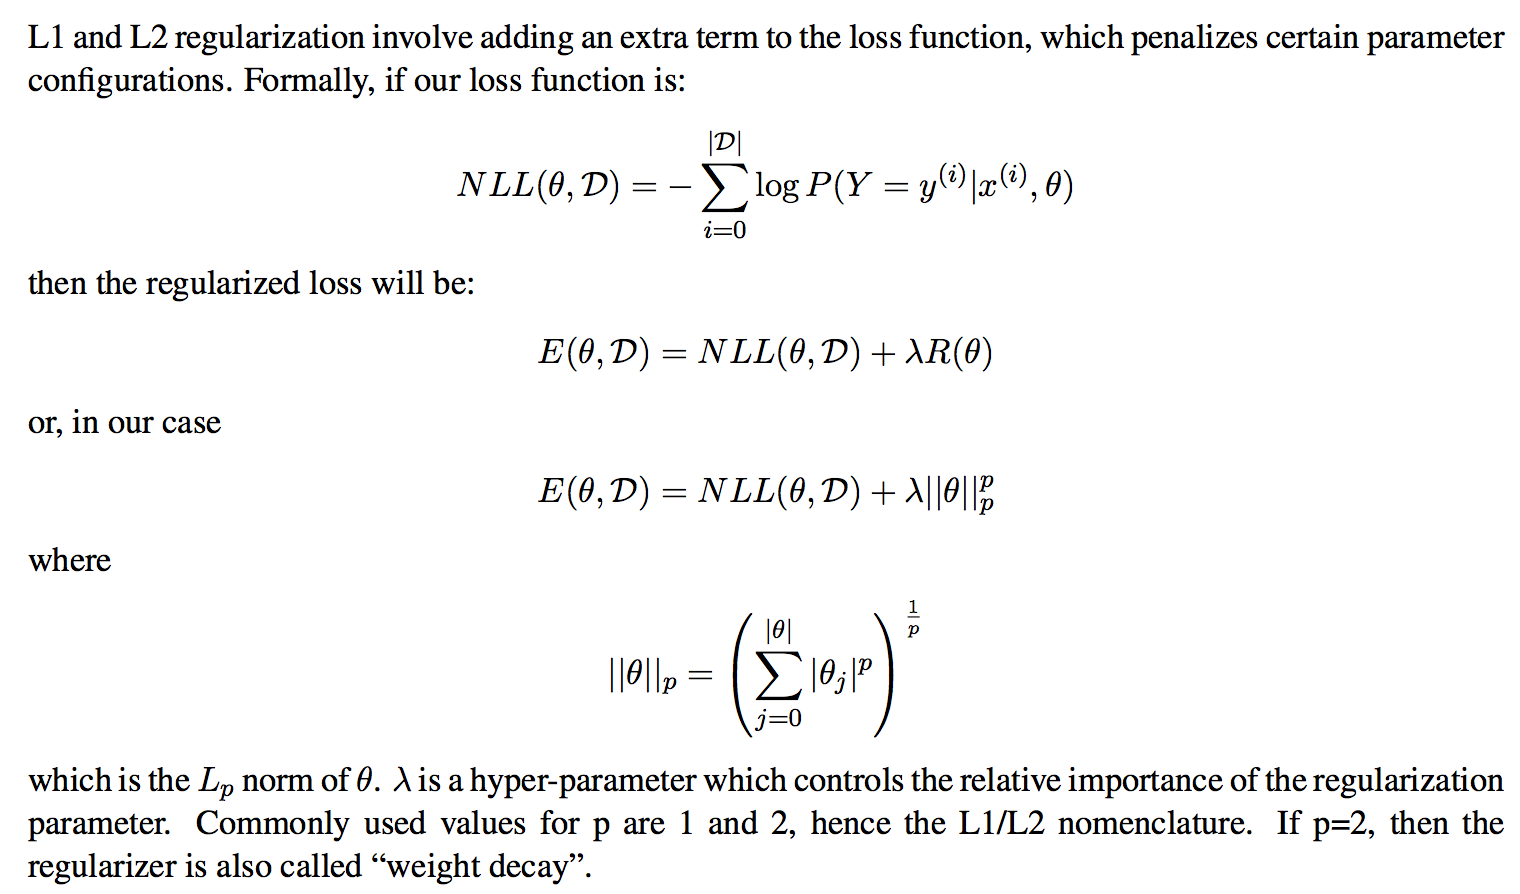 L1 and L2 regularization involve adding an extra term to the loss function, which penalizes certain parameter
configurations. Formally, if our loss function is:
$NLL(\theta, \mathcal{D}) = - \sum_{i=0}^{|\mathcal{D}|} \log P(Y = y^{(i)} | x^{(i)}, \theta)$
then the regularized loss will be:
$E(\theta, \mathcal{D}) = NLL(\theta, \mathcal{D}) + \lambda R(\theta)$
or, in our case
$E(\theta, \mathcal{D}) = NLL(\theta, \mathcal{D}) + \lambda ||\theta||_p^p$
where
$||\theta||_p = \left( \sum_{j=0}^{|\theta|} |\theta_j|^p \right)^{\frac{1}{p}}$
which is the $L_p$ norm of $\theta$. $\lambda$ is a hyper-parameter which controls the relative importance of the regularization
parameter. Commonly used values for p are 1 and 2, hence the L1/L2 nomenclature. If p=2, then the
regularizer is also called “weight decay”.